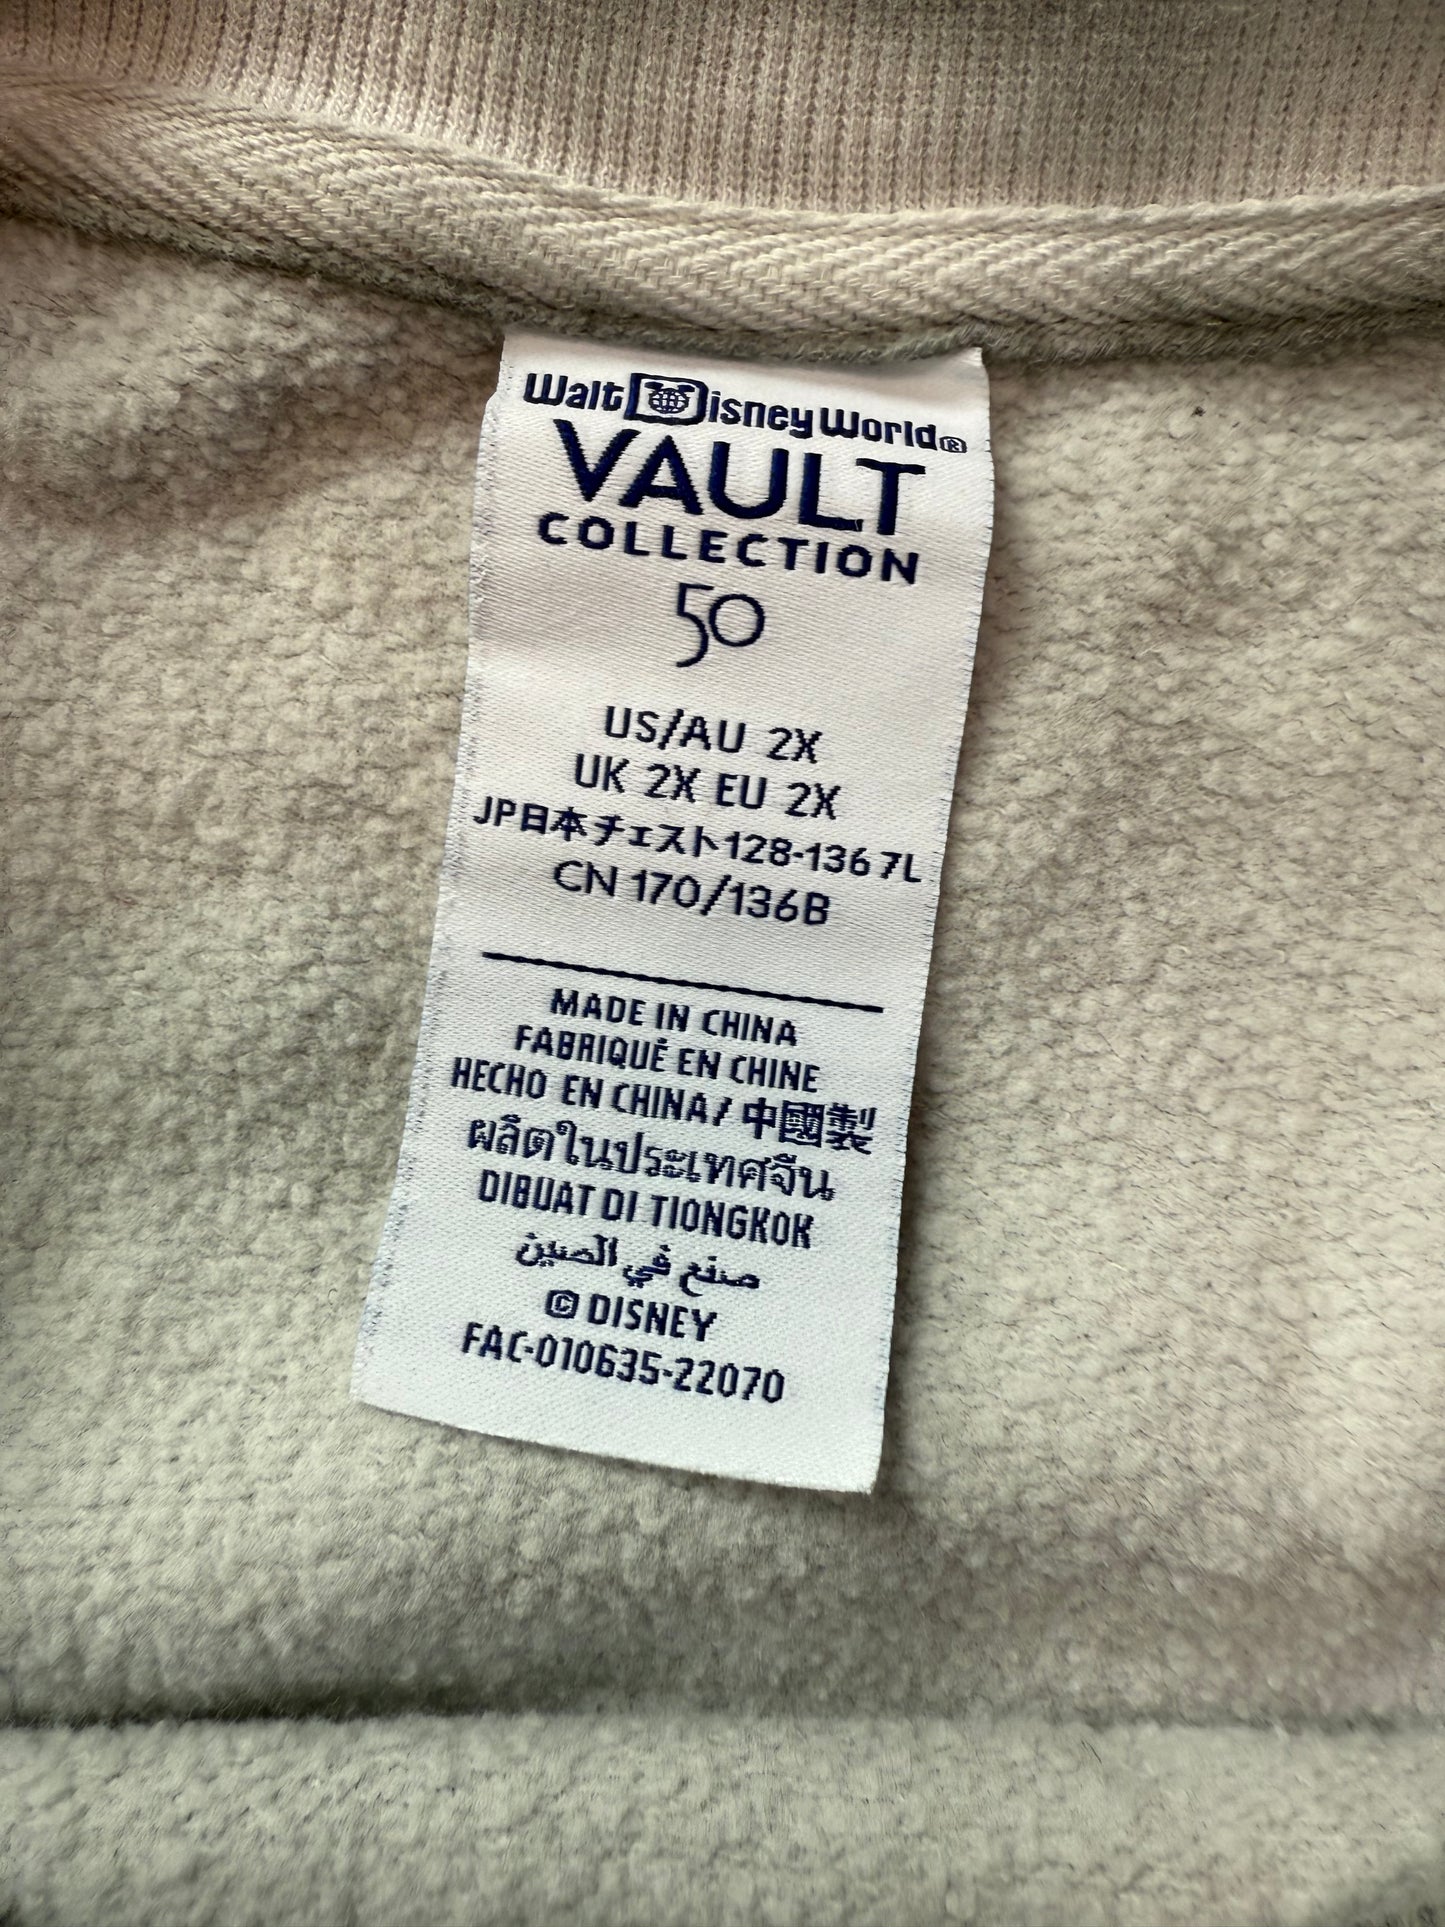 Walt Disney World®
VAULT
COLLECTION
50
US/AU 2X
UK 2X EU 2X
JP日本チェスト128-136 7L
CN 170/136B
MADE IN CHINA
FABRIQUÉ EN CHINE
HECHO EN CHINA/ 中國製
ผลิตในประเทศจีน
DIBUAT DI TIONGKOK
صنع في الصين
© DISNEY
FAC-010635-22070